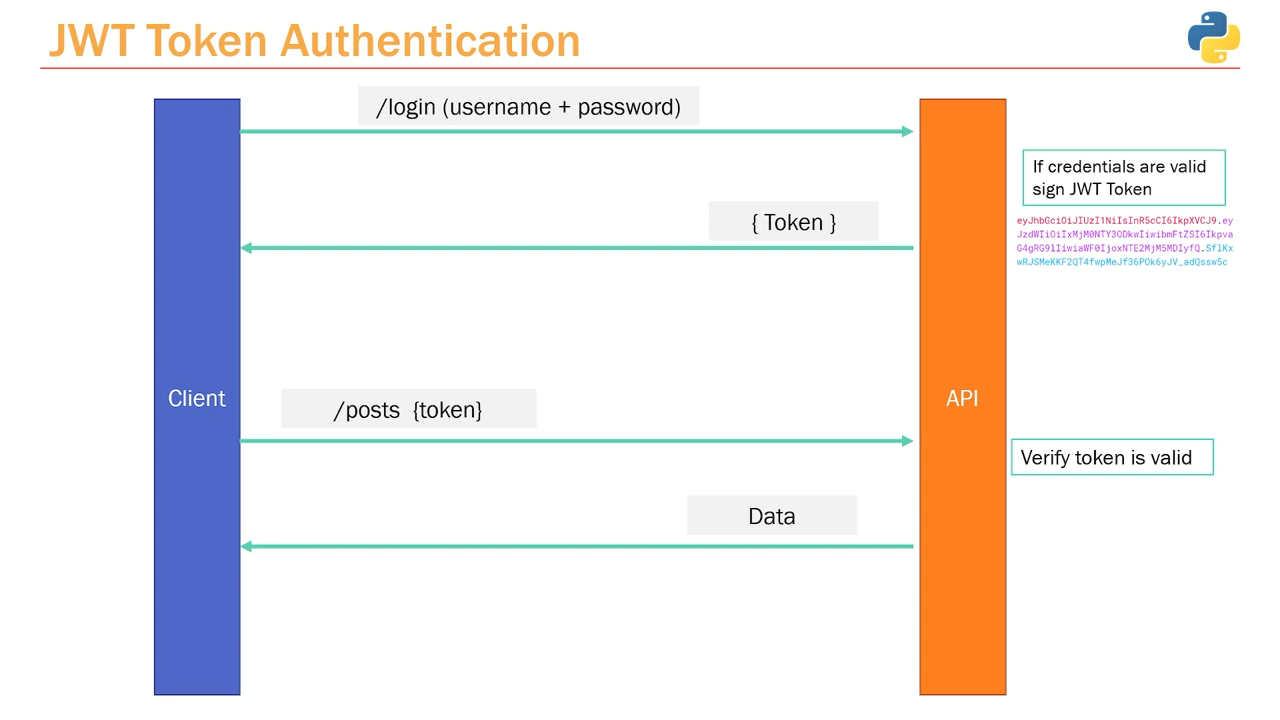 JWT Token Authentication
/login (username + password)
If credentials are valid
sign JWT Token
{ Token }
eyJhbGciOiJIUzI1NiIsInR5cCI6IkpXVCJ9.ey
JzdWIiOiIxMjM0NTY3ODkwIiwibmFtZSI6Ikpva
G4gRG9lIiwiaWF0IjoxNTE2MjM5MDIyfQ.SflKx
wRJSMeKKF2QT4fwpMeJf36POk6yJV_adQssw5c
Client
/posts {token}
API
Verify token is valid
Data